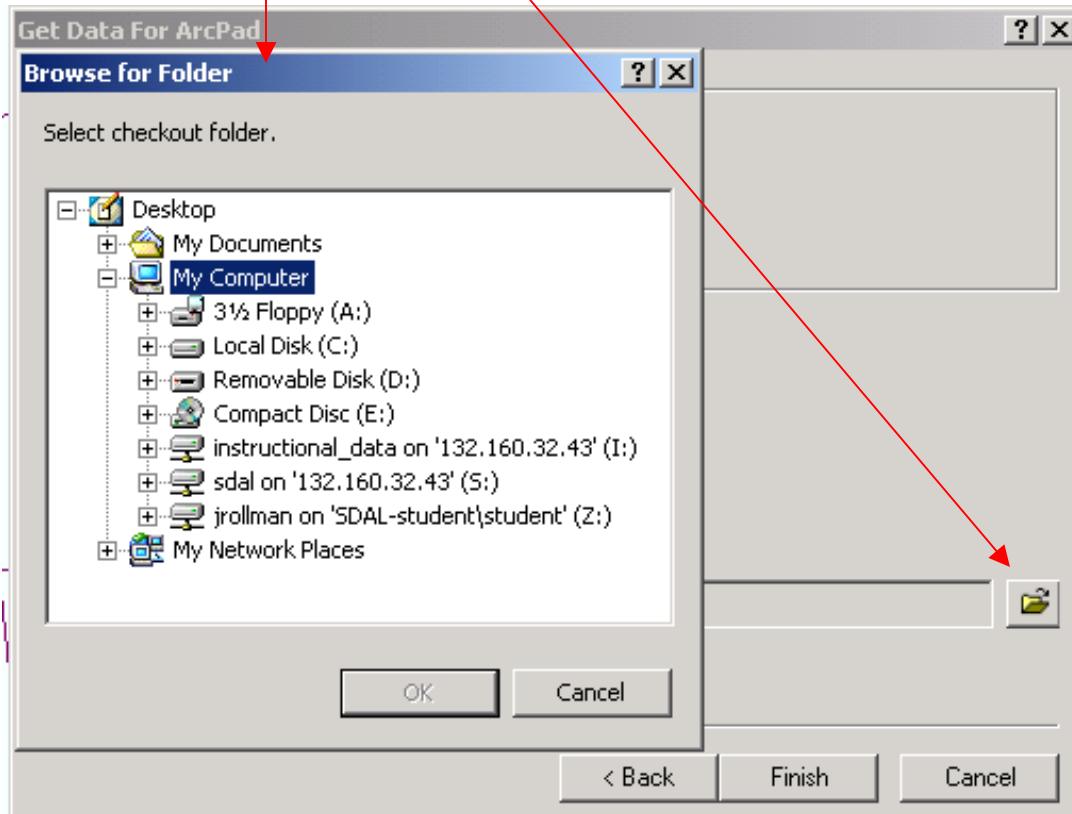 Get Data For ArcPad
Browse for Folder
Select checkout folder.
Desktop
My Documents
My Computer
3½ Floppy (A:)
Local Disk (C:)
Removable Disk (D:)
Compact Disc (E:)
instructional_data on '132.160.32.43' (I:)
sdal on '132.160.32.43' (S:)
jrollman on 'SDAL-student\student' (Z:)
My Network Places
OK
Cancel
< Back
Finish
Cancel